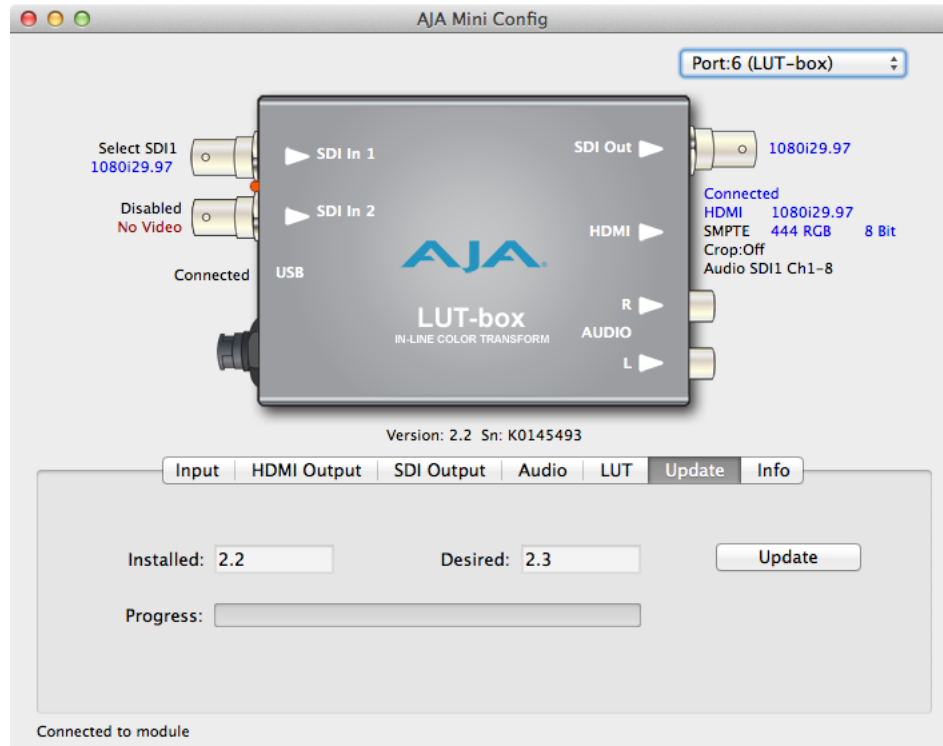 AJA Mini Config
Port:6 (LUT-box)
Select SDI1
1080i29.97
Disabled
No Video
Connected
SDI In 1
SDI In 2
USB
AJA
LUT-box
IN-LINE COLOR TRANSFORM
SDI Out
HDMI
R
AUDIO
L
1080i29.97
Connected
HDMI 1080i29.97
SMPTE 444 RGB 8 Bit
Crop:Off
Audio SDI1 Ch1-8
Version: 2.2 Sn: K0145493
Input HDMI Output SDI Output Audio LUT Update Info
Installed: 2.2 Desired: 2.3 Update
Progress:
Connected to module